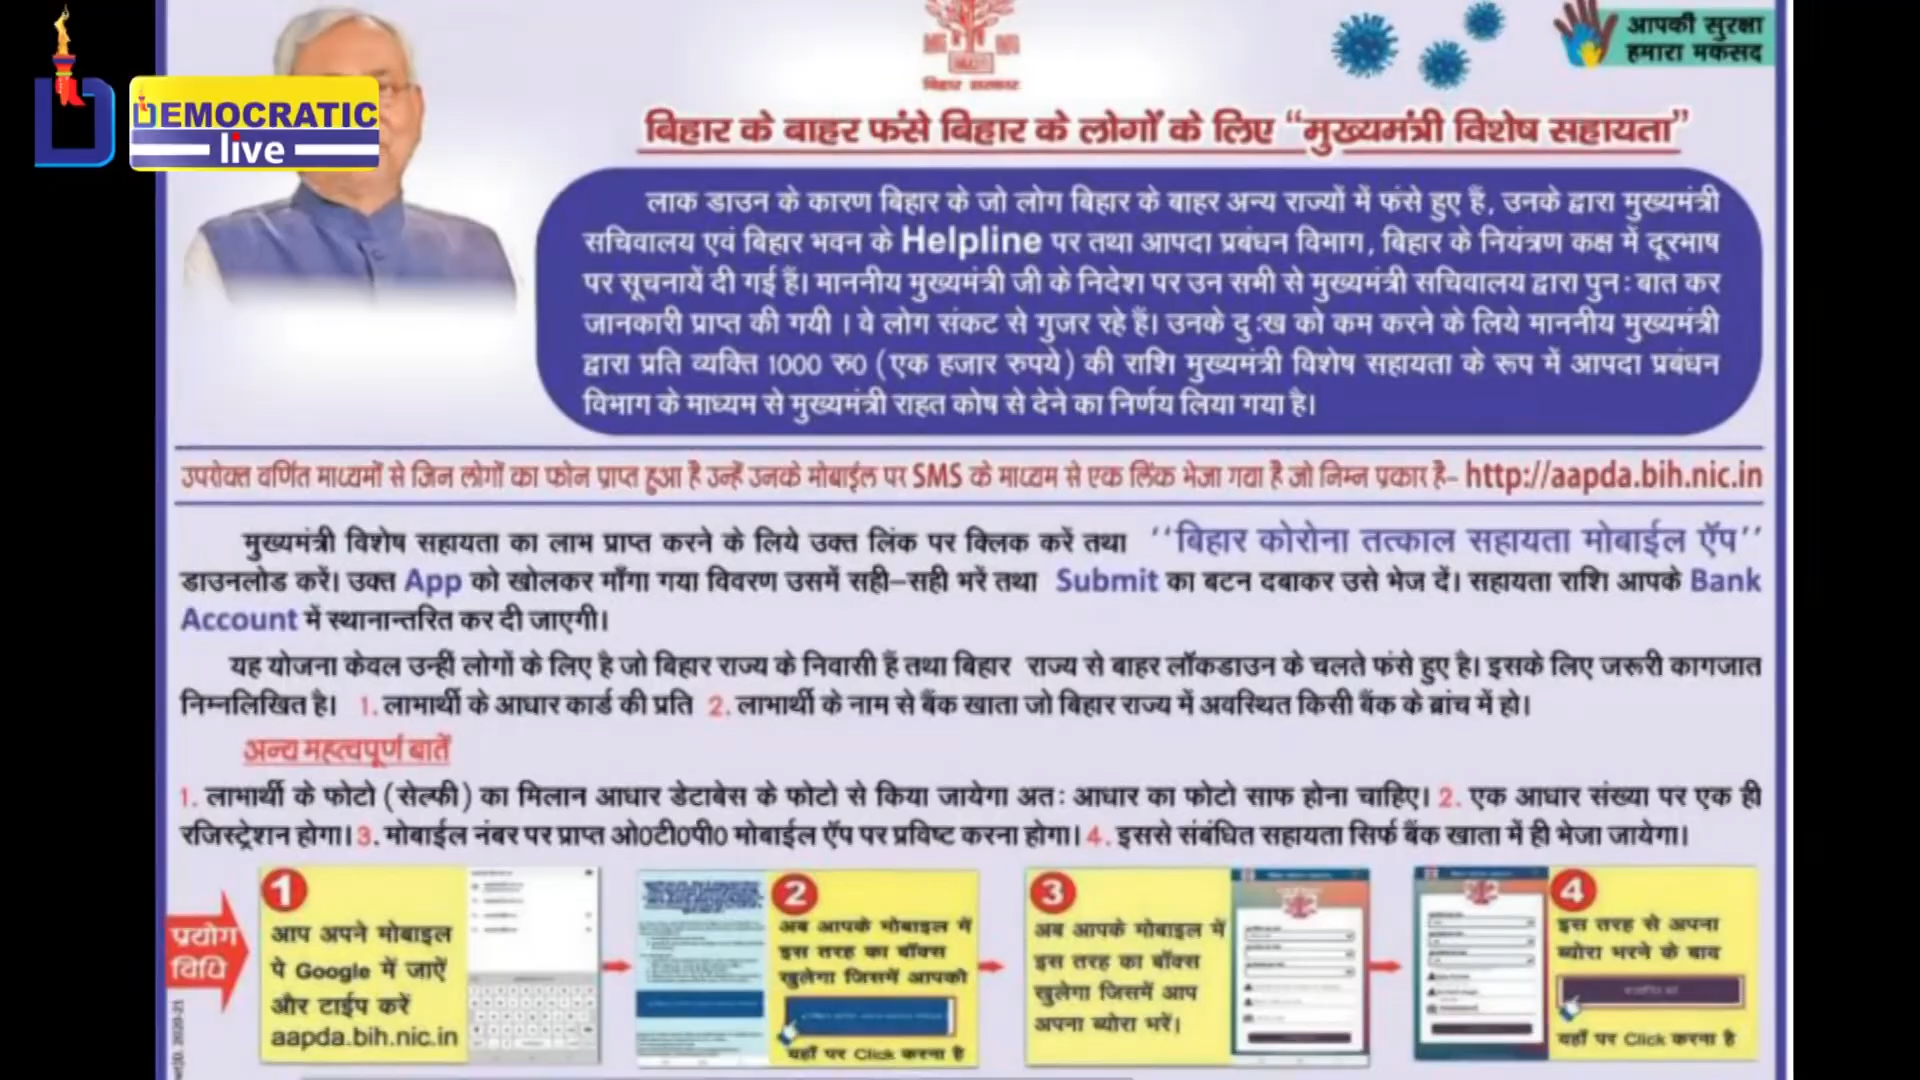 DEMOCRATIC
live
बिहार सरकार
आपकी सुरक्षा
हमारा मकसद
बिहार के बाहर फंसे बिहार के लोगों के लिए “मुख्यमंत्री विशेष सहायता”
लाक डाउन के कारण बिहार के जो लोग बिहार के बाहर अन्य राज्यों में फंसे हुए हैं, उनके द्वारा मुख्यमंत्री
सचिवालय एवं बिहार भवन के Helpline पर तथा आपदा प्रबंधन विभाग, बिहार के नियंत्रण कक्ष में दूरभाष
पर सूचनायें दी गई हैं। माननीय मुख्यमंत्री जी के निदेश पर उन सभी से मुख्यमंत्री सचिवालय द्वारा पुन: बात कर
जानकारी प्राप्त की गयी । वे लोग संकट से गुजर रहे हैं। उनके दु:ख को कम करने के लिये माननीय मुख्यमंत्री
द्वारा प्रति व्यक्ति 1000 रु0 (एक हजार रुपये) की राशि मुख्यमंत्री विशेष सहायता के रूप में आपदा प्रबंधन
विभाग के माध्यम से मुख्यमंत्री राहत कोष से देने का निर्णय लिया गया है।
उपरोक्त वर्णित माध्यमों से जिन लोगों का फोन प्राप्त हुआ है उन्हें उनके मोबाईल पर SMS के माध्यम से एक लिंक भेजा गया है जो निम्न प्रकार है– http://aapda.bih.nic.in
मुख्यमंत्री विशेष सहायता का लाभ प्राप्त करने के लिये उक्त लिंक पर क्लिक करें तथा ‘‘बिहार कोरोना तत्काल सहायता मोबाईल ऍप’’
डाउनलोड करें। उक्त App को खोलकर माँगा गया विवरण उसमें सही–सही भरें तथा Submit का बटन दबाकर उसे भेज दें। सहायता राशि आपके Bank
Account में स्थानान्तरित कर दी जाएगी।
यह योजना केवल उन्हीं लोगों के लिए है जो बिहार राज्य के निवासी हैं तथा बिहार राज्य से बाहर लॉकडाउन के चलते फंसे हुए है। इसके लिए जरूरी कागजात
निम्नलिखित है। 1. लाभार्थी के आधार कार्ड की प्रति 2. लाभार्थी के नाम से बैंक खाता जो बिहार राज्य में अवस्थित किसी बैंक के ब्रांच में हो।
अन्य महत्वपूर्ण बातें
1. लाभार्थी के फोटो (सेल्फी) का मिलान आधार डेटाबेस के फोटो से किया जायेगा अत: आधार का फोटो साफ होना चाहिए। 2. एक आधार संख्या पर एक ही
रजिस्ट्रेशन होगा। 3. मोबाईल नंबर पर प्राप्त ओ0टी0पी0 मोबाईल ऍप पर प्रविष्ट करना होगा। 4. इससे संबंधित सहायता सिर्फ बैंक खाता में ही भेजा जायेगा।
प्रयोग
विधि
1
आप अपने मोबाइल
पे Google में जाऐं
और टाईप करें
aapda.bih.nic.in
2
अब आपके मोबाइल में
इस तरह का बॉक्स
खुलेगा जिसमें आपको
यहाँ पर Click करना है
3
अब आपके मोबाइल में
इस तरह का बॉक्स
खुलेगा जिसमें आप
अपना ब्योरा भरें।
4
इस तरह से अपना
ब्योरा भरने के बाद
यहाँ पर Click करना है